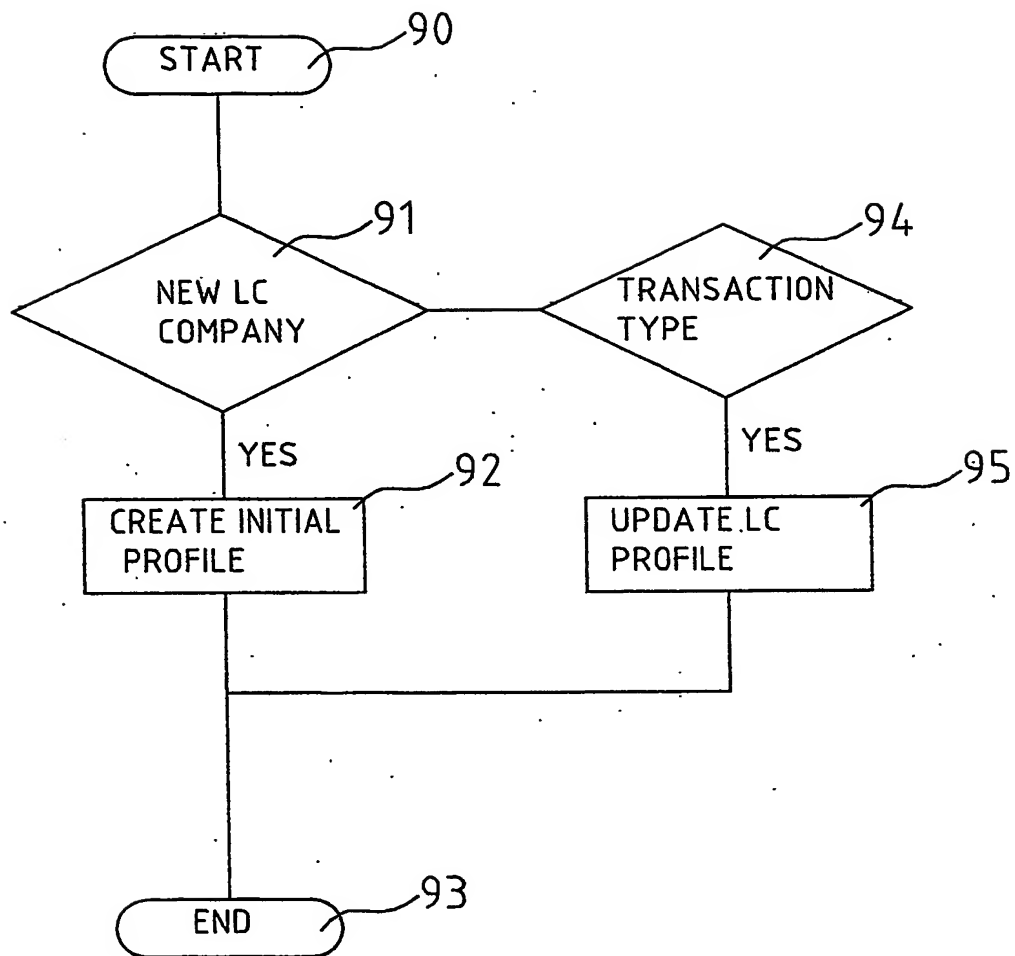 START
90
NEW LC
COMPANY
91
TRANSACTION
TYPE
94
YES
YES
CREATE INITIAL
PROFILE
92
UPDATE LC
PROFILE
95
END
93